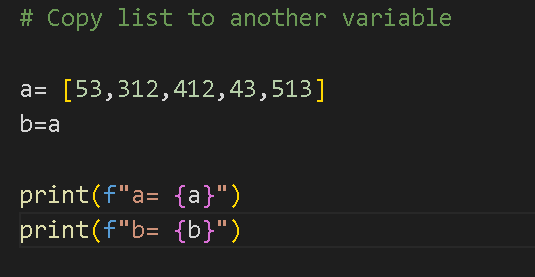 # Copy list to another variable
a= [53,312,412,43,513]
b=a
print(f"a= {a}")
print(f"b= {b}")